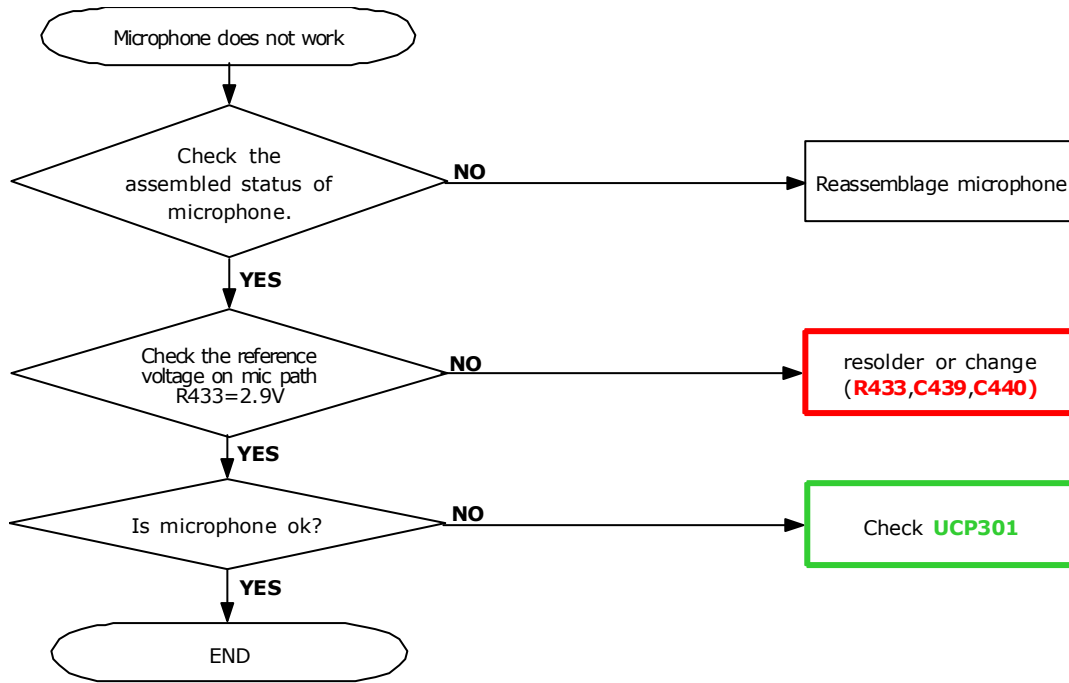 Microphone does not work
Check the
assembled status of
microphone.
NO
Reassemblage microphone
YES
Check the reference
voltage on mic path
R433=2.9V
NO
resolder or change
(R433,C439,C440)
YES
Is microphone ok?
NO
Check UCP301
YES
END